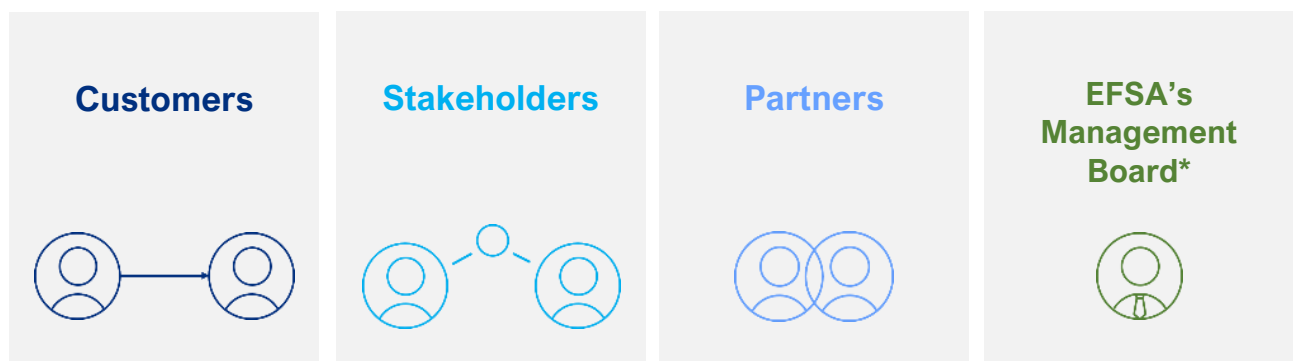 Customers
Stakeholders
Partners
EFSA’s
Management
Board*